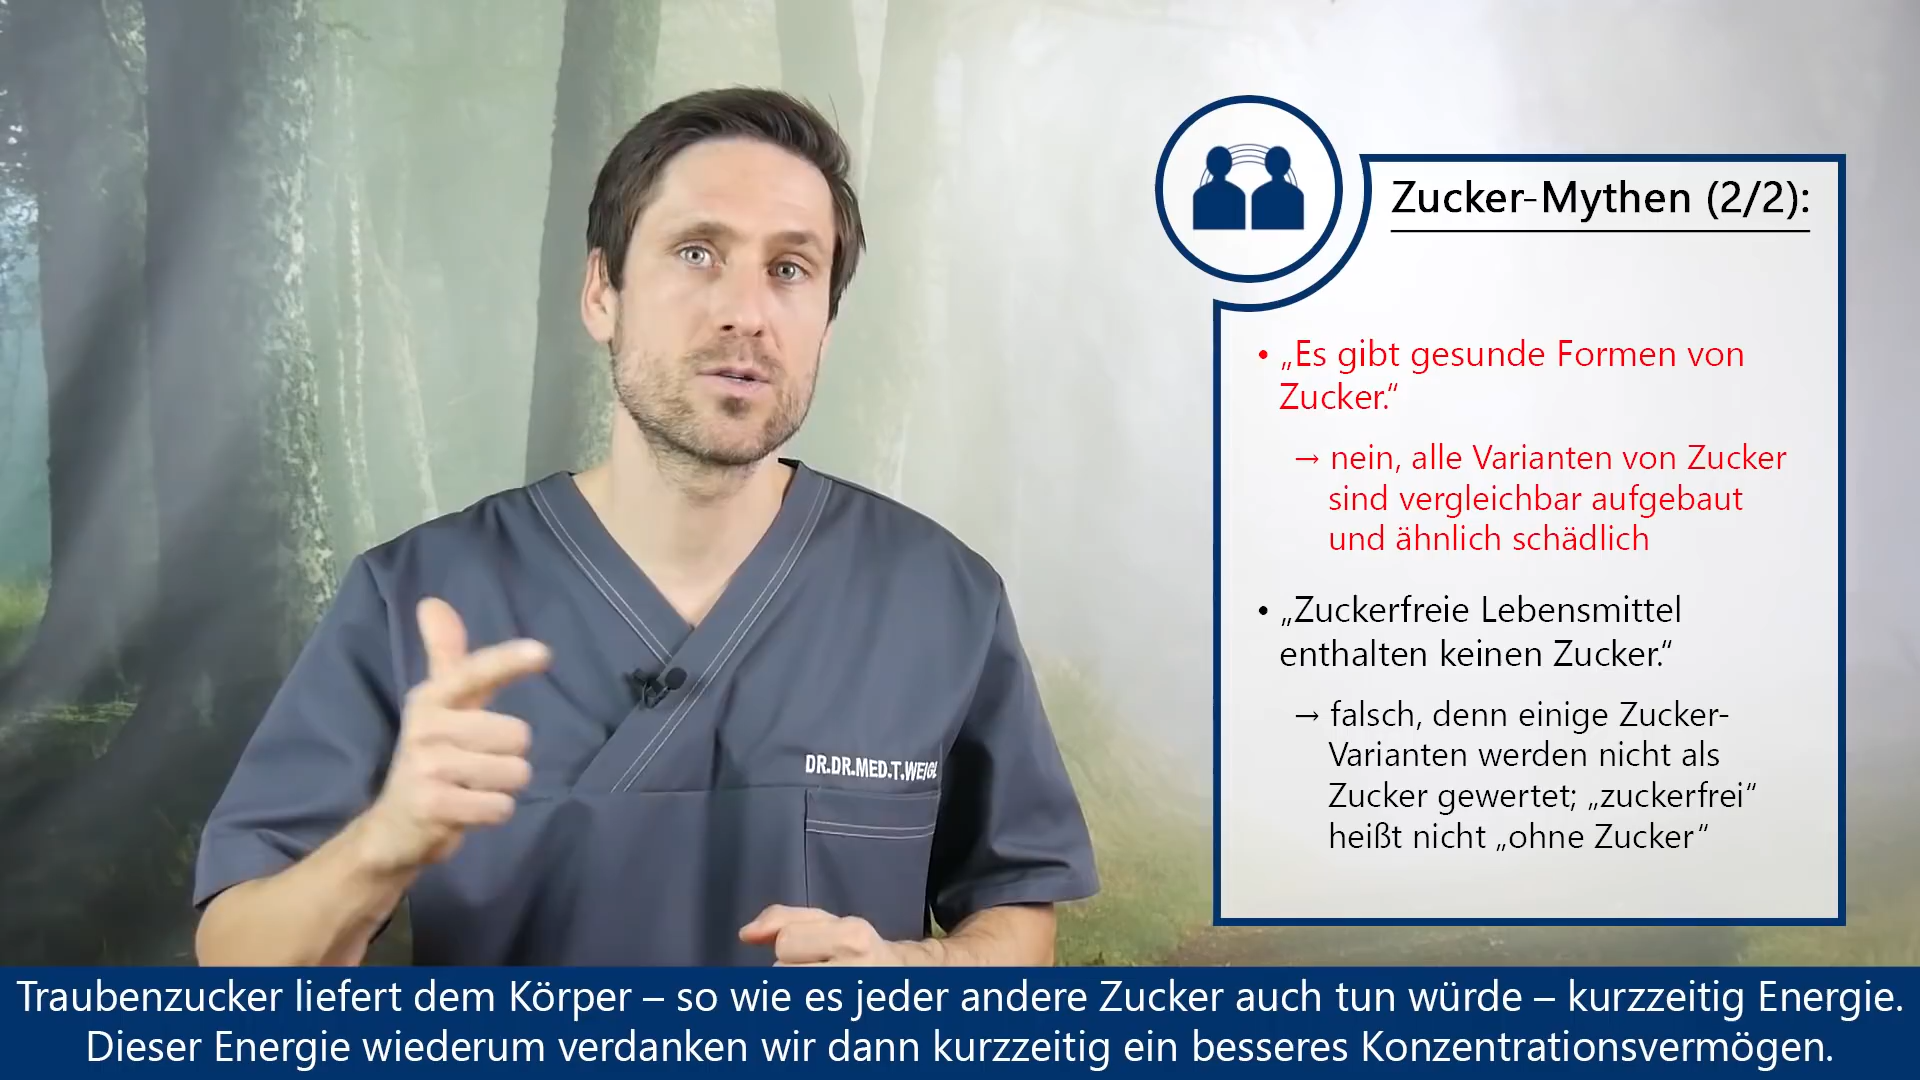 Zucker-Mythen (2/2):
• „Es gibt gesunde Formen von
Zucker.“
→ nein, alle Varianten von Zucker
sind vergleichbar aufgebaut
und ähnlich schädlich
• „Zuckerfreie Lebensmittel
enthalten keinen Zucker.“
→ falsch, denn einige Zucker-
Varianten werden nicht als
Zucker gewertet; „zuckerfrei“
heißt nicht „ohne Zucker“
DR.DR.MED.T.WEIGL
Traubenzucker liefert dem Körper – so wie es jeder andere Zucker auch tun würde – kurzzeitig Energie.
Dieser Energie wiederum verdanken wir dann kurzzeitig ein besseres Konzentrationsvermögen.